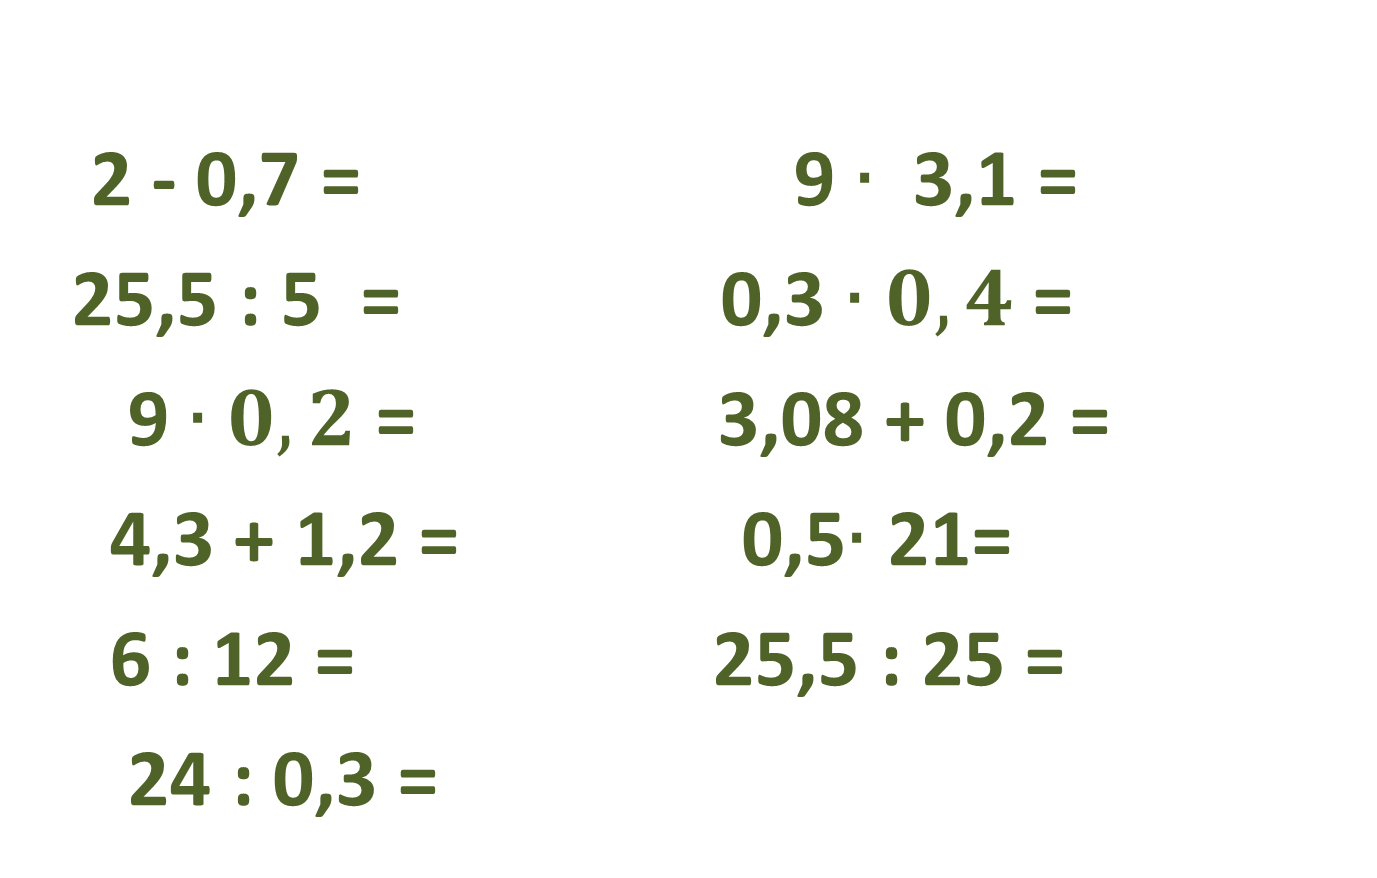 2 - 0,7 =
25,5 : 5 =
9 · 0, 2 =
4,3 + 1,2 =
6 : 12 =
24 : 0,3 =
9 · 3,1 =
0,3 · 0, 4 =
3,08 + 0,2 =
0,5· 21=
25,5 : 25 =